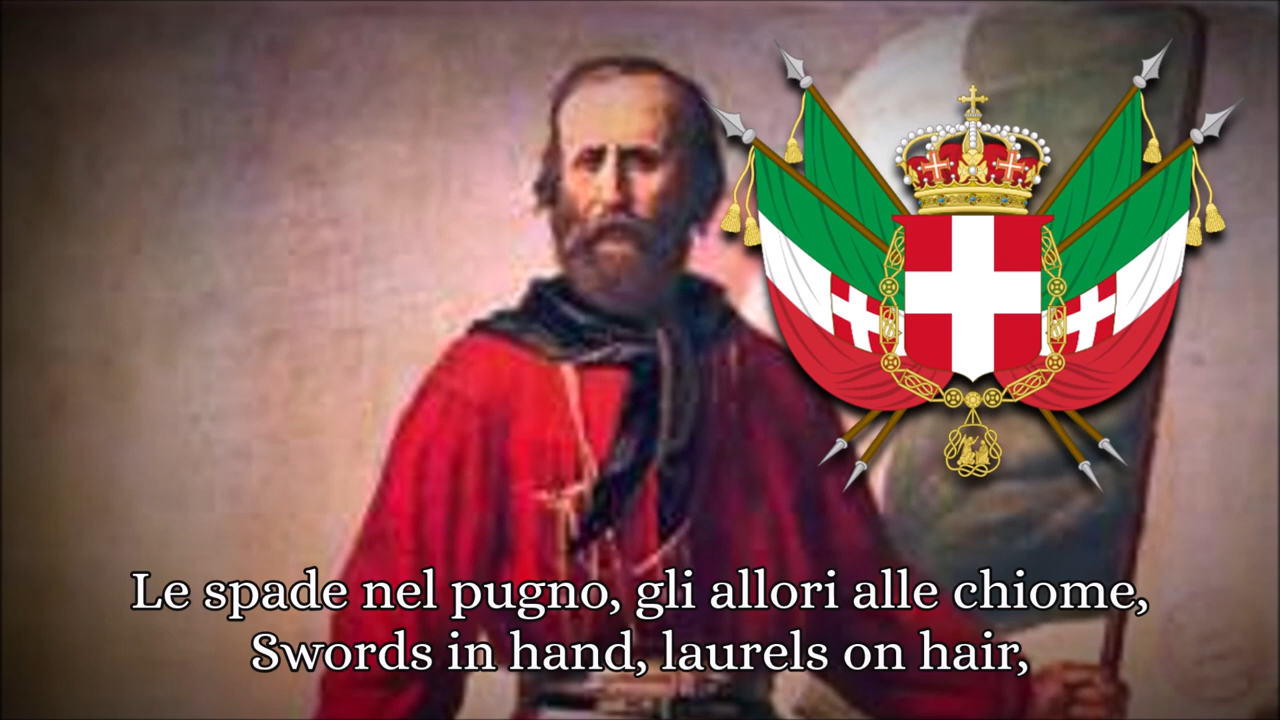 Le spade nel pugno, gli allori alle chiome,
Swords in hand, laurels on hair,